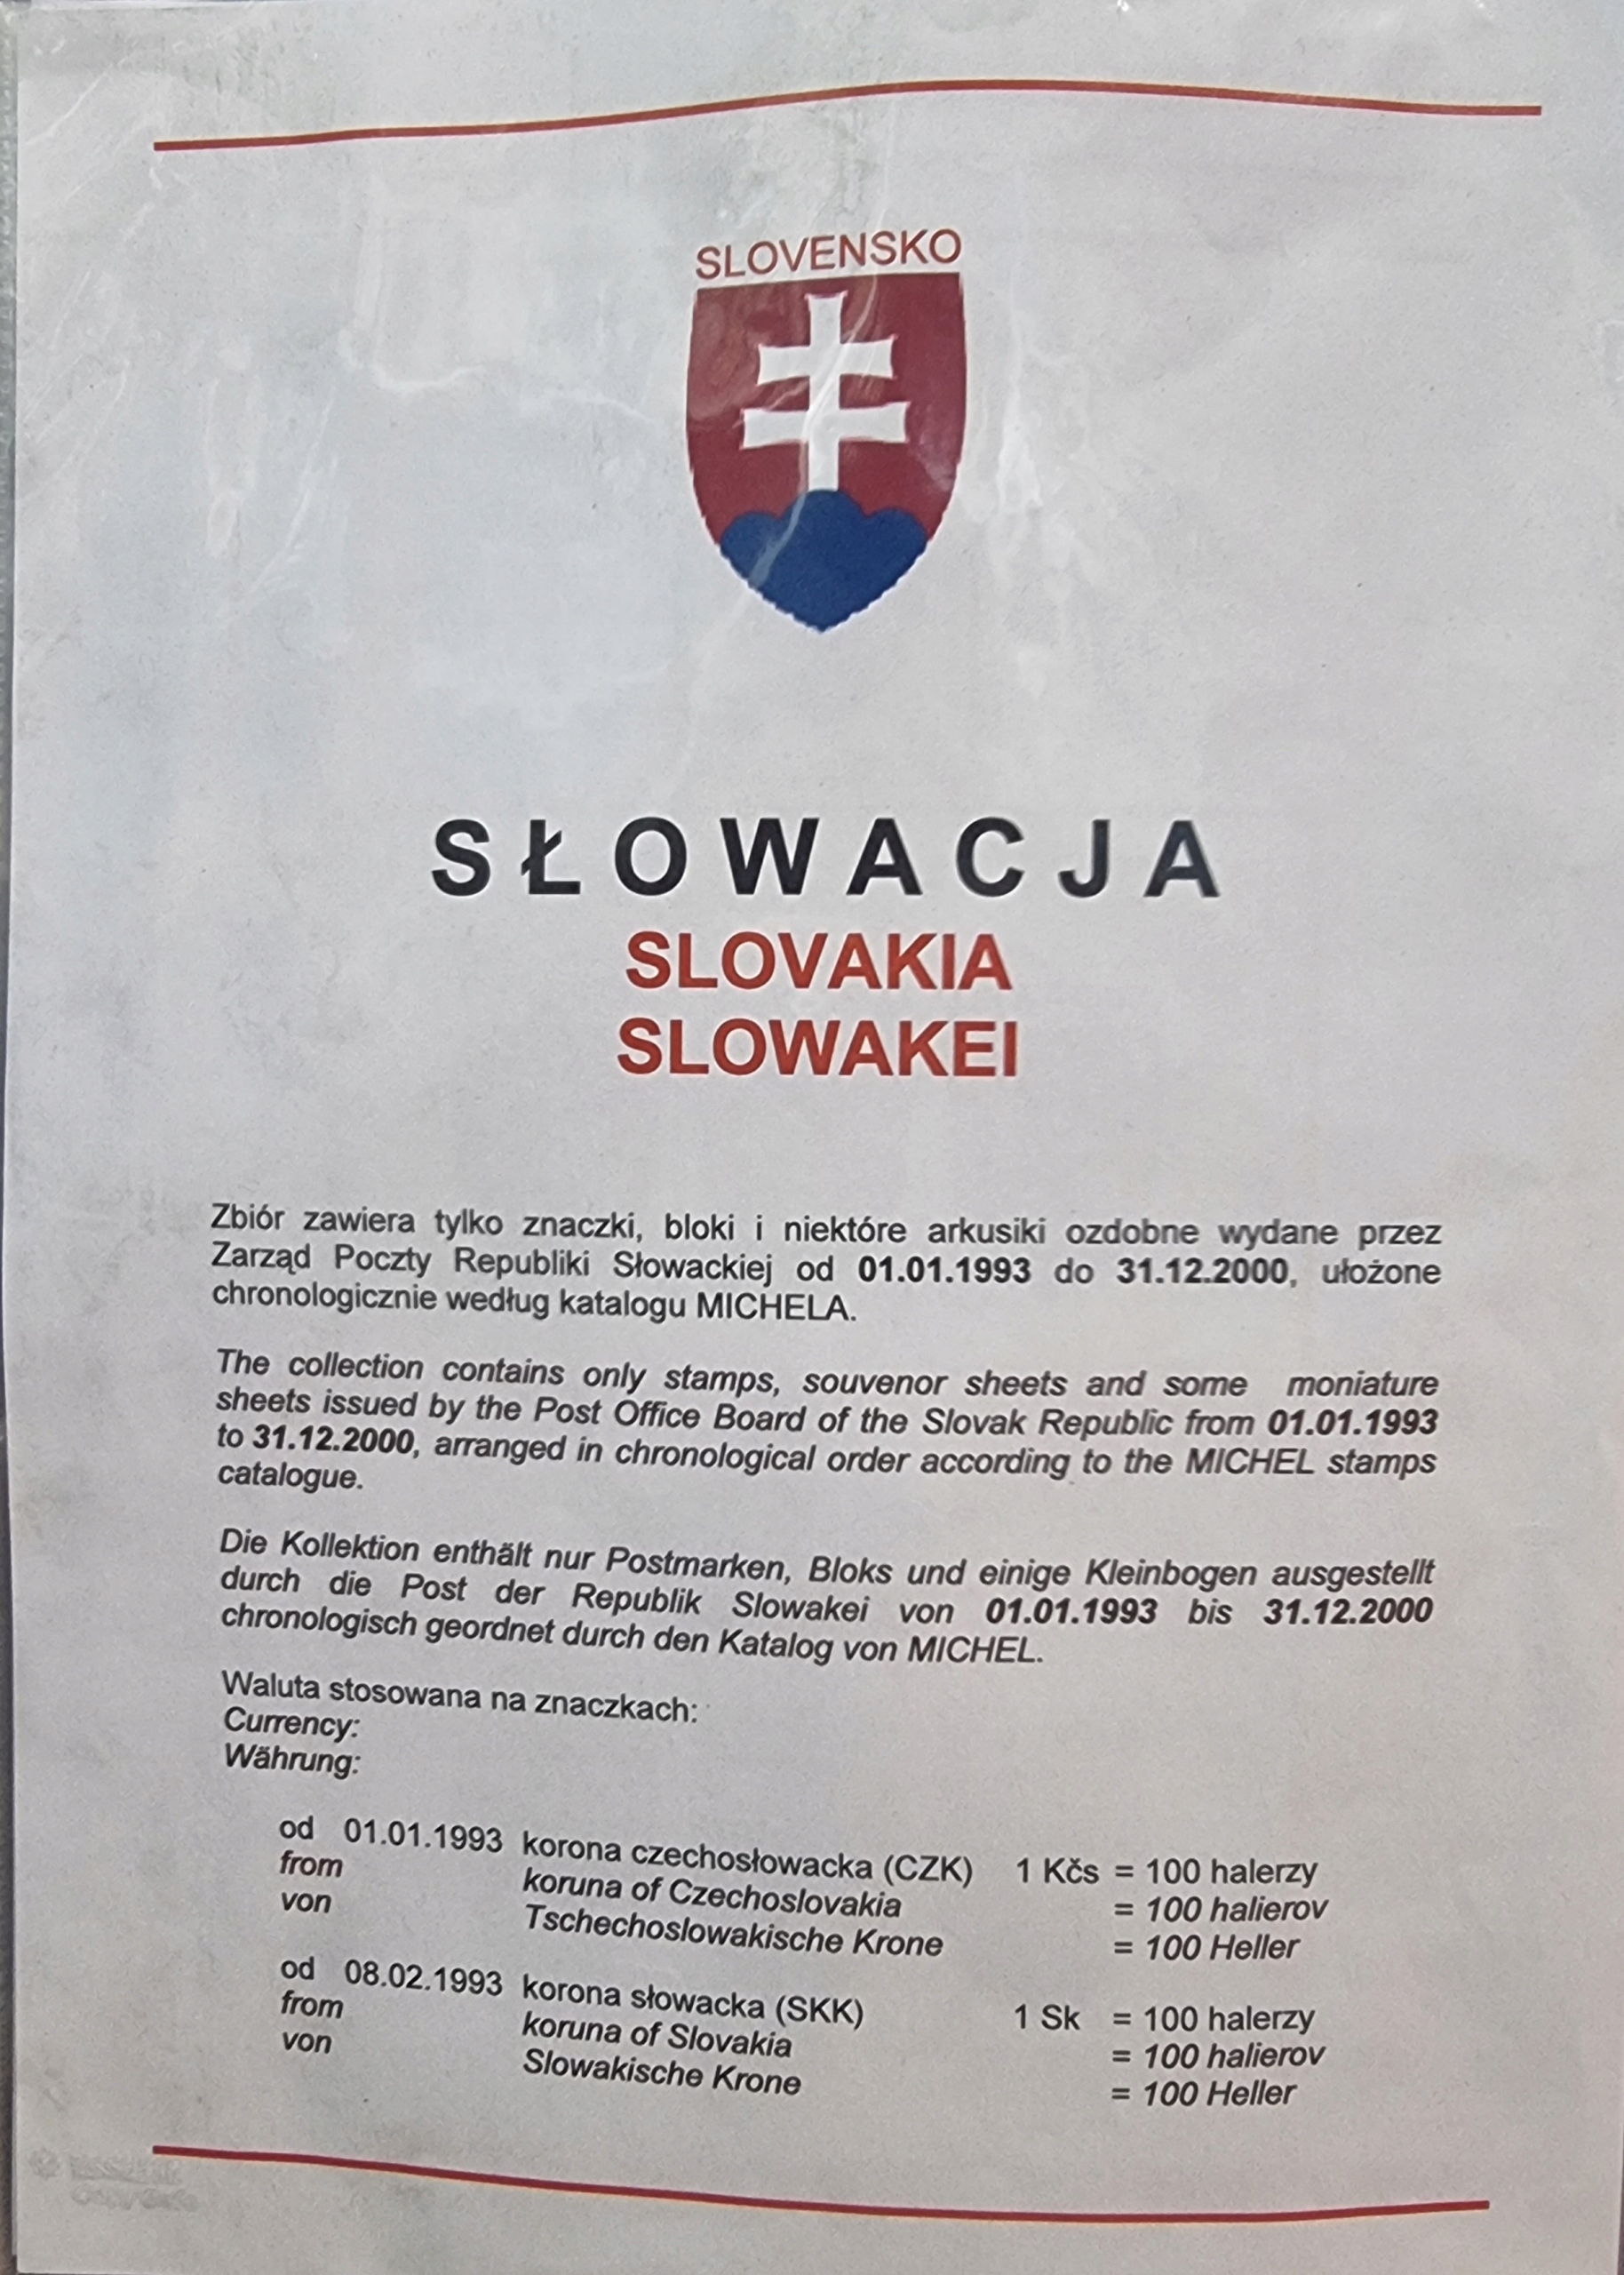 SLOVENSKO
SŁOWACJA
SLOVAKIA
SLOWAKEI
Zbiór zawiera tylko znaczki, bloki i niektóre arkusiki ozdobne wydane przez
Zarząd Poczty Republiki Słowackiej od 01.01.1993 do 31.12.2000, ułożone
chronologicznie według katalogu MICHELA.
The collection contains only stamps, souvenor sheets and some moniature
sheets issued by the Post Office Board of the Slovak Republic from 01.01.1993
to 31.12.2000, arranged in chronological order according to the MICHEL stamps
catalogue.
Die Kollektion enthält nur Postmarken, Bloks und einige Kleinbogen ausgestellt
durch die Post der Republik Slowakei von 01.01.1993 bis 31.12.2000
chronologisch geordnet durch den Katalog von MICHEL.
Waluta stosowana na znaczkach:
Currency:
Währung:
od 01.01.1993 korona czechosłowacka (CZK) 1 Kčs = 100 halerzy
from koruna of Czechoslovakia = 100 halierov
von Tschechoslowakische Krone = 100 Heller
od 08.02.1993 korona słowacka (SKK) 1 Sk = 100 halerzy
from koruna of Slovakia = 100 halierov
von Slowakische Krone = 100 Heller